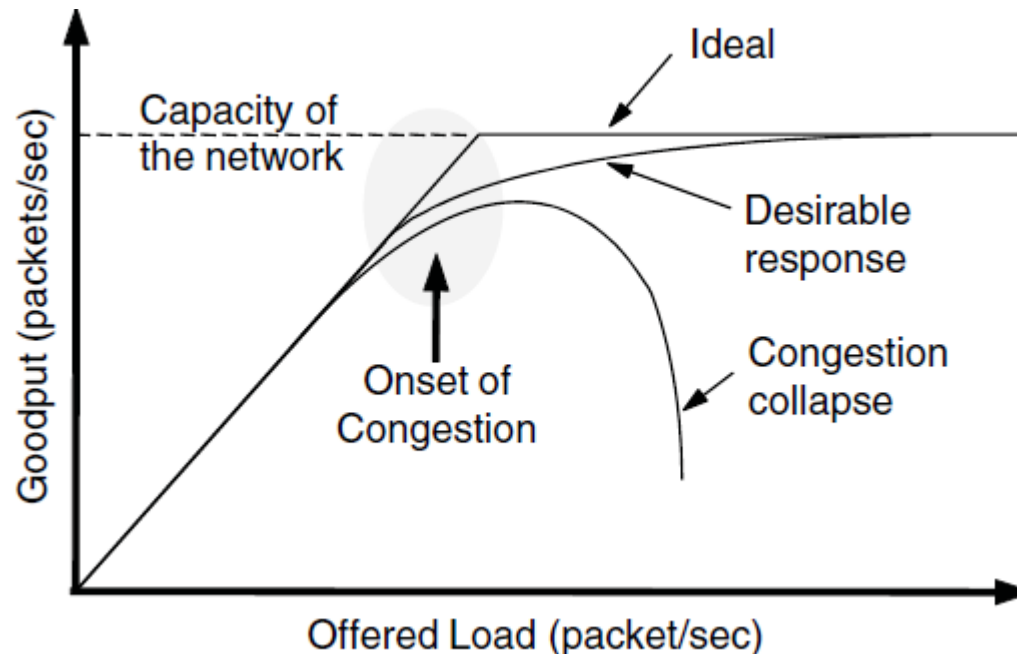 Ideal
Capacity of
the network
Desirable
response
Onset of
Congestion
Congestion
collapse
Goodput (packets/sec)
Offered Load (packet/sec)